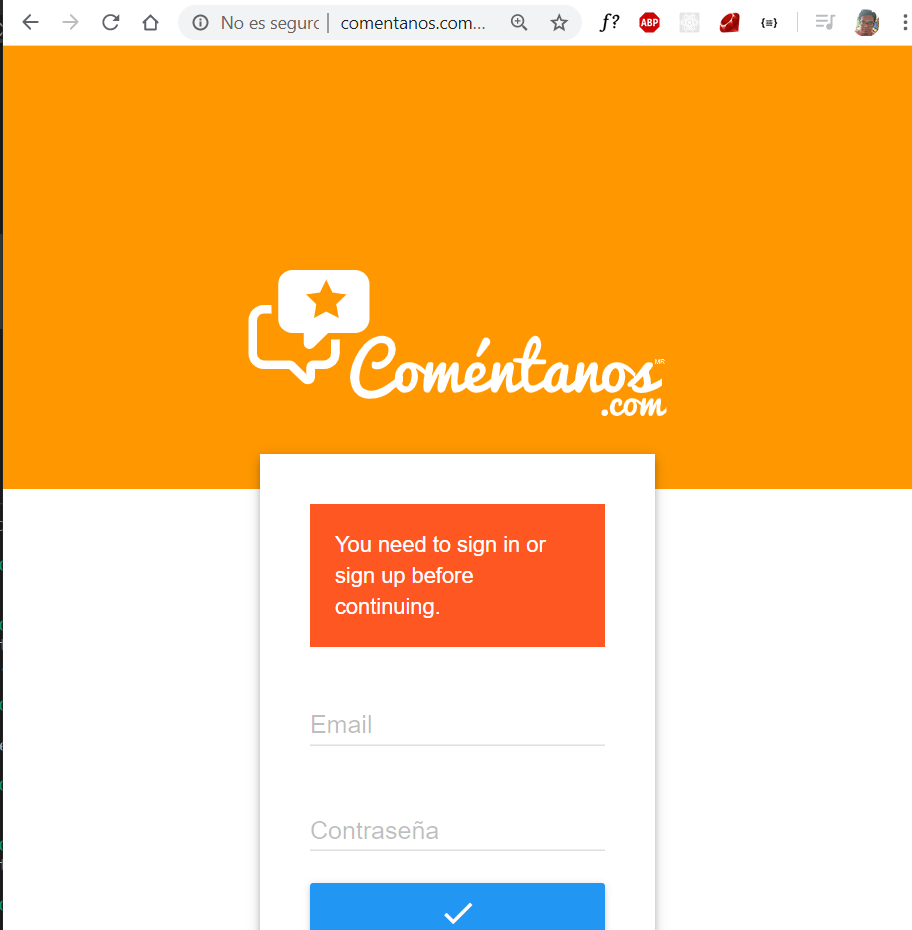 No es seguro | comentanos.com...
f?
ABP
Coméntanos MR
.com
You need to sign in or
sign up before
continuing.
Email
Contraseña